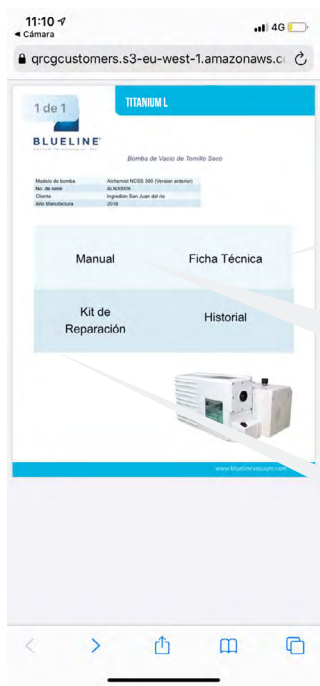 11:10
4G
◀ Cámara
qrcgcustomers.s3-eu-west-1.amazonaws.c
1 de 1
TITANIUM L
BLUELINE
Bomba de Vacio de Tornillo Seco
Modelo de bomba Alchemist NCSS 300 (Version anterior)
No. de serie
Cliente Ingredion San Juan del rio
Año Manufactura 2018
Manual
Ficha Técnica
Kit de
Reparación
Historial
www.bluelinevacuum.com